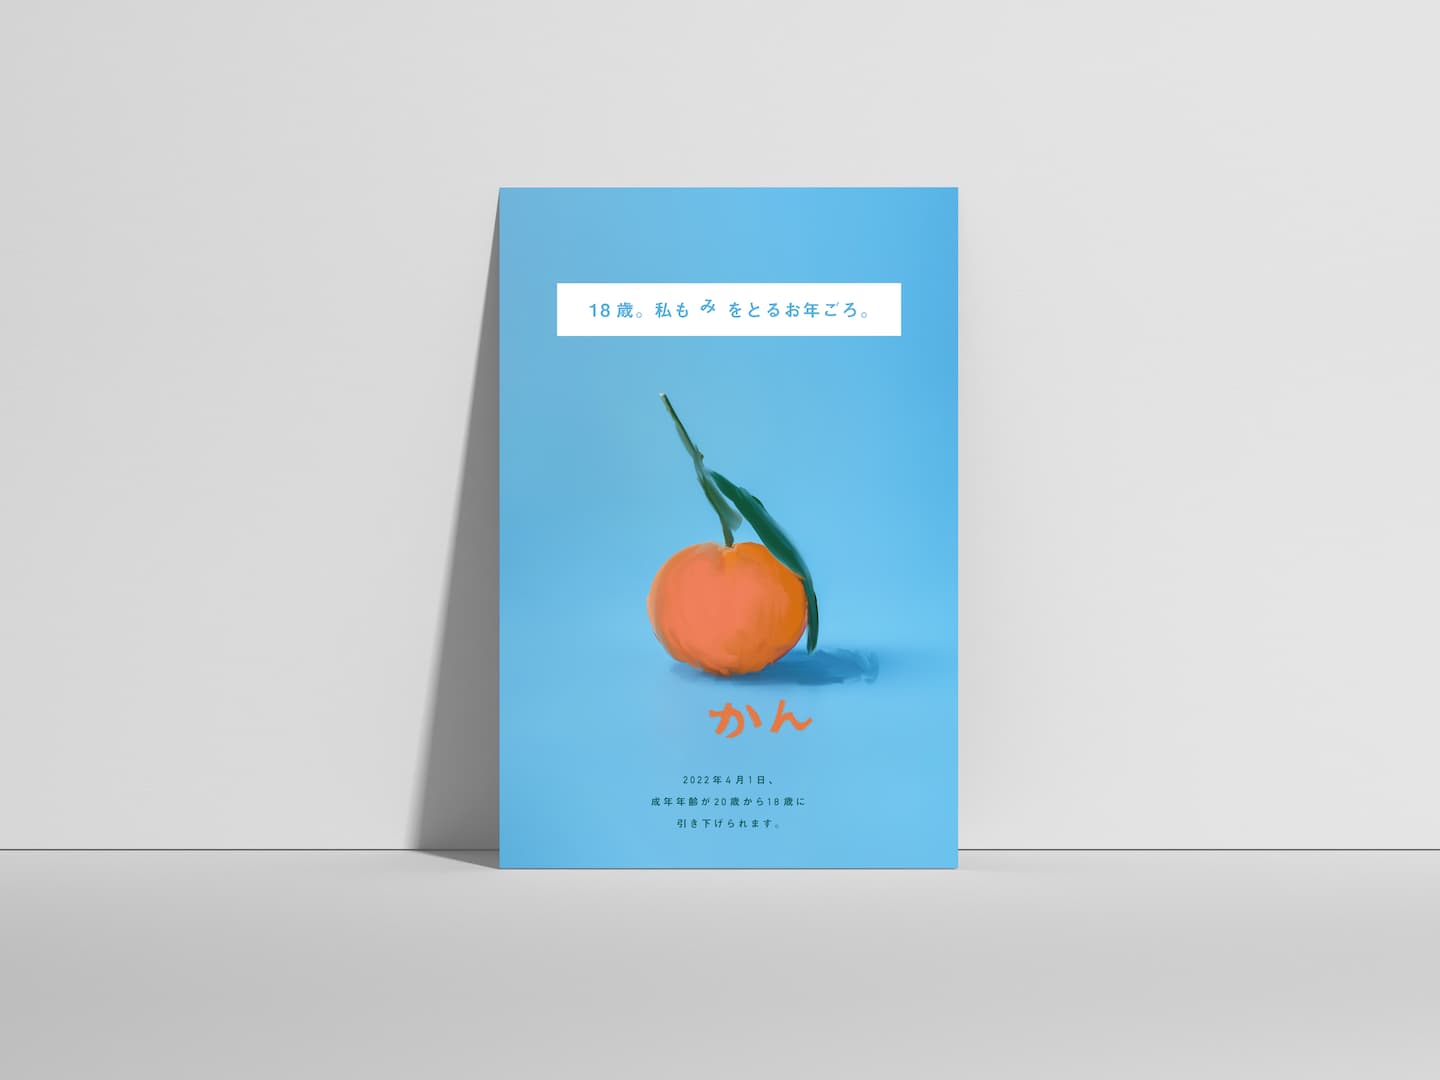 18歳。私もみをとるお年ごろ。
かん
2022年4月1日、
成年年齢が20歳から18歳に
引き下げられます。